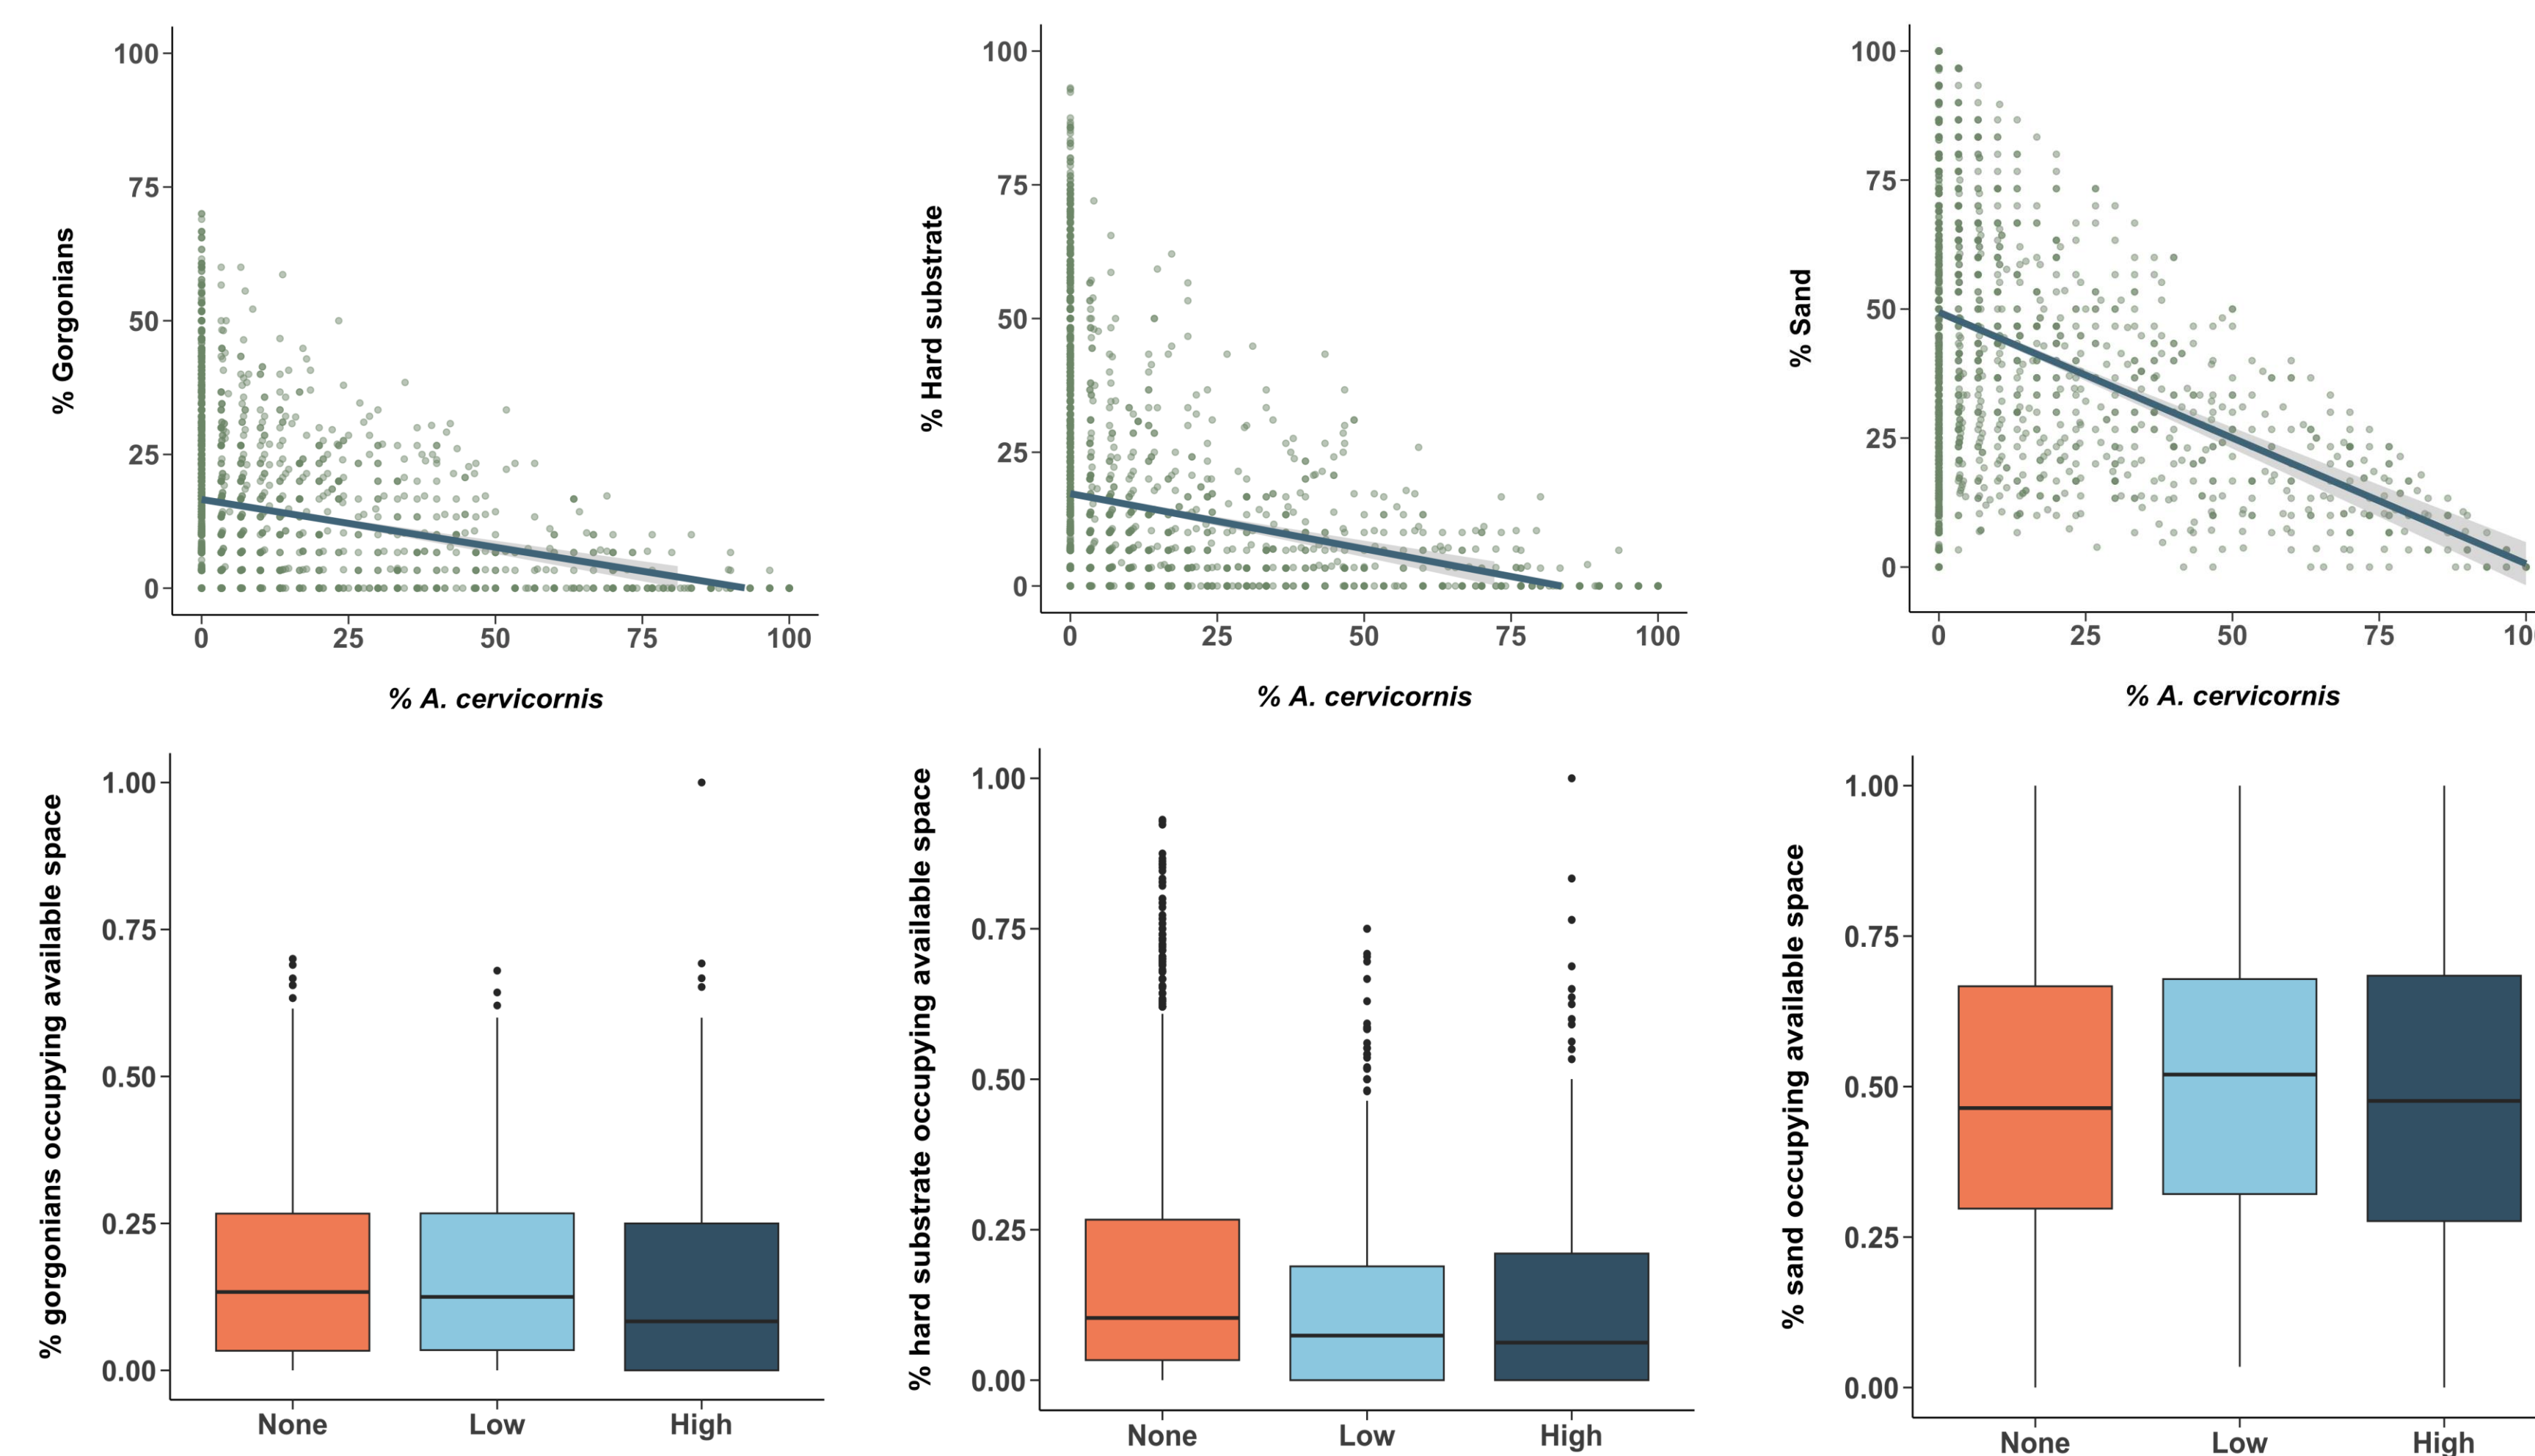 % Gorgonians
100
75
50
25
0
0 25 50 75 100
% A. cervicornis
% Hard substrate
100
75
50
25
0
0 25 50 75 100
% A. cervicornis
% Sand
100
75
50
25
0
0 25 50 75 100
% A. cervicornis
% gorgonians occupying available space
1.00
0.75
0.50
0.25
0.00
None Low High
% hard substrate occupying available space
1.00
0.75
0.50
0.25
0.00
None Low High
% sand occupying available space
1.00
0.75
0.50
0.25
0.00
None Low High